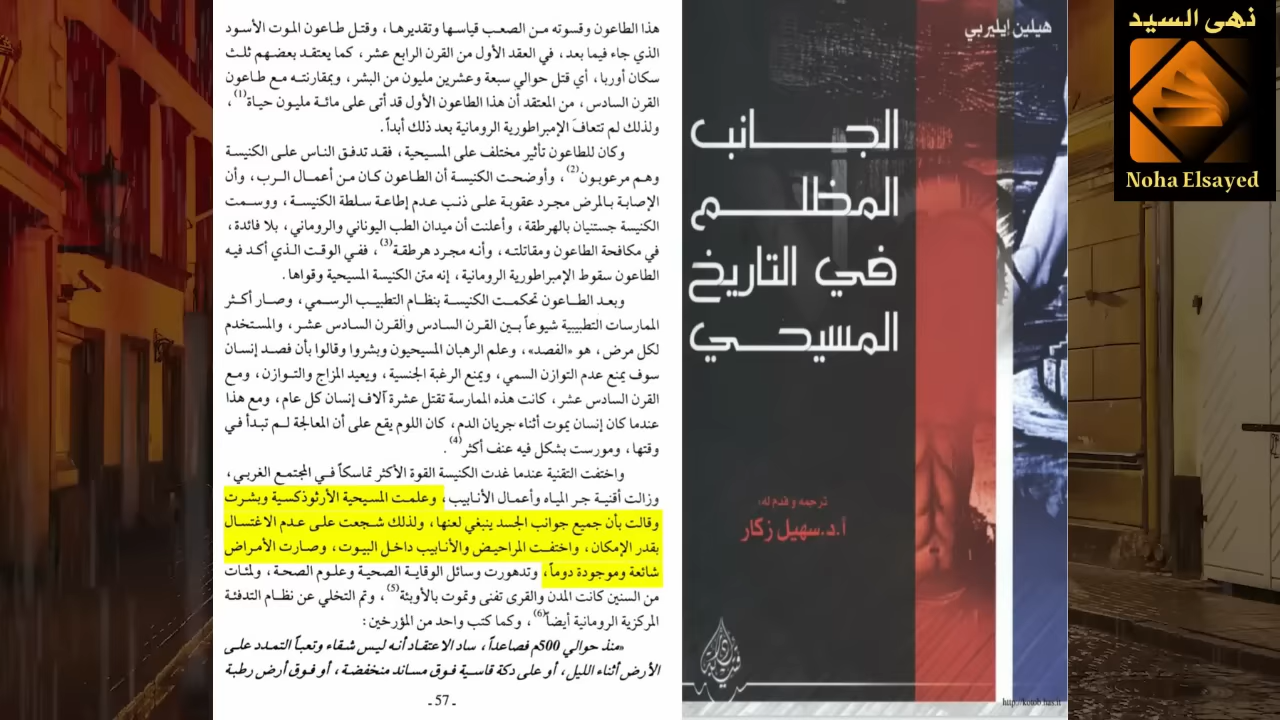 هذا الطاعون وقسوته من الصعب قياسها وتقديرها، وقتل طاعون الموت الأسود
الذي جاء فيما بعد، في العقد الأول من القرن الرابع عشر، كما يعتقد بعضهم ثلث
سكان أوربا، أي قتل حوالي سبعة وعشرين مليون من البشر، وبمقارنته مع طاعون
القرن السادس، من المعتقد أن هذا الطاعون الأول قد أتى على مائة مليون حياة(1)،
ولذلك لم تتعافَ الإمبراطورية الرومانية بعد ذلك أبداً.
وكان للطاعون تأثير مختلف على المسيحية، فقد تدفق الناس على الكنيسة
وهم مرعوبون(2)، وأوضحت الكنيسة أن الطاعون كان من أعمال الرب، وأن
الإصابة بالمرض مجرد عقوبة على ذنب عدم إطاعة سلطة الكنيسة، ووسمت
الكنيسة جستنيان بالهرطقة، وأعلنت أن ميدان الطب اليوناني والروماني، بلا فائدة،
في مكافحة الطاعون ومقاتلته، وأنه مجرد هرطقة(3)، ففي الوقت الذي أكد فيه
الطاعون سقوط الإمبراطورية الرومانية، إنه متن الكنيسة المسيحية وقواها.
وبعد الطاعون تحكمت الكنيسة بنظام التطبيب الرسمي، وصار أكثر
الممارسات التطبيبية شيوعاً بين القرن السادس والقرن السادس عشر، والمستخدم
لكل مرض، هو «الفصد»، وعلم الرهبان المسيحيون وبشروا وقالوا بأن فصد إنسان
سوف يمنع عدم التوازن السمي، ويمنع الرغبة الجنسية، ويعيد المزاج والتوازن، ومع
القرن السادس عشر، كانت هذه الممارسة تقتل عشرة آلاف إنسان كل عام، ومع هذا
عندما كان إنسان يموت أثناء جريان الدم، كان اللوم يقع على أن المعالجة لم تبدأ في
وقتها، ومورست بشكل فيه عنف أكثر(4).
واختفت التقنية عندما غدت الكنيسة القوة الأكثر تماسكاً في المجتمع الغربي،
وزالت أقنية جر المياه وأعمال الأنابيب، وعلمت المسيحية الأرثوذكسية وبشرت
وقالت بأن جميع جوانب الجسد ينبغي لعنها، ولذلك شجعت على عدم الاغتسال
بقدر الإمكان، واختفت المراحيض والأنابيب داخل البيوت، وصارت الأمراض
شائعة وموجودة دوماً، وتدهورت وسائل الوقاية الصحية وعلوم الصحة، ولمئات
من السنين كانت المدن والقرى تفنى وتموت بالأوبئة(5)، وتم التخلي عن نظام التدفئة
المركزية الرومانية أيضاً(6)، وكما كتب واحد من المؤرخين:
«منذ حوالي 500م فصاعداً، ساد الاعتقاد أنه ليس شقاء وتعباً التمدد على
الأرض أثناء الليل، أو على دكة قاسية فوق مساند منخفضة، أو فوق أرض رطبة
ـ 57 ـ
هيلين ايليربي
الجانب
المظلم
في التاريخ
المسيحي
ترجمه و قدم له:
أ.د.سهيل زكار
نهى السيد
Noha Elsayed